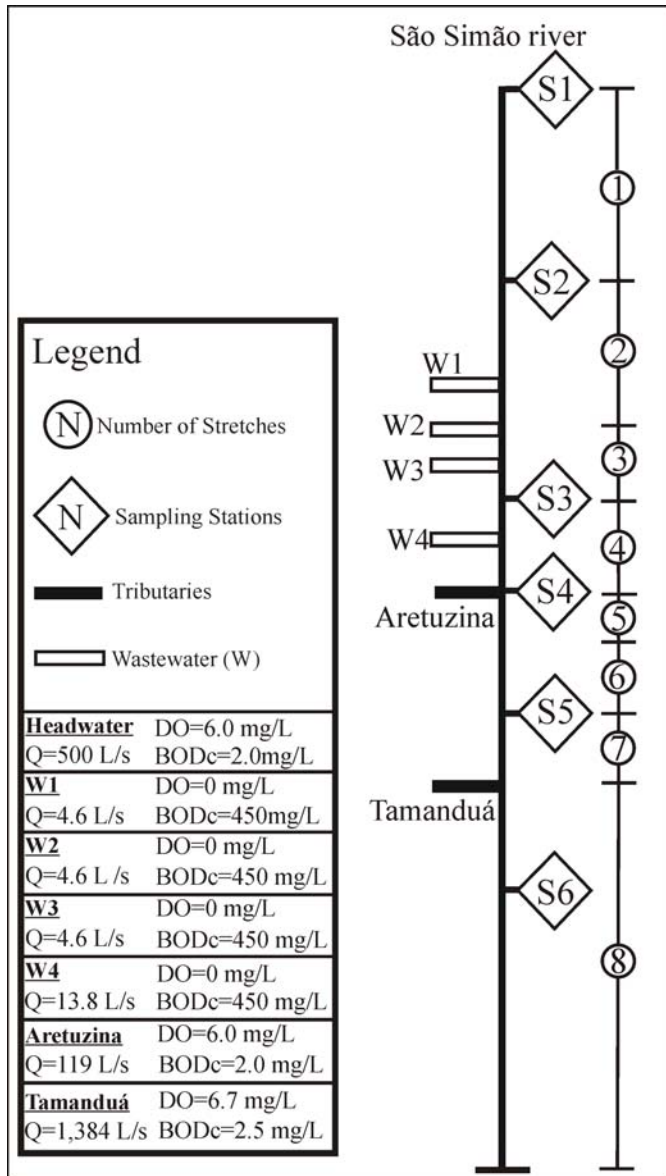 São Simão river
S1
1
S2
2
W1
W2
3
W3
S3
W4
4
S4
Aretuzina
5
6
S5
7
Tamanduá
S6
8
Legend
N Number of Stretches
N Sampling Stations
Tributaries
Wastewater (W)
Headwater DO=6.0 mg/L
Q=500 L/s BODc=2.0mg/L
W1 DO=0 mg/L
Q=4.6 L/s BODc=450mg/L
W2 DO=0 mg/L
Q=4.6 L/s BODc=450 mg/L
W3 DO=0 mg/L
Q=4.6 L/s BODc=450 mg/L
W4 DO=0 mg/L
Q=13.8 L/s BODc=450 mg/L
Aretuzina DO=6.0 mg/L
Q=119 L/s BODc=2.0 mg/L
Tamanduá DO=6.7 mg/L
Q=1,384 L/s BODc=2.5 mg/L